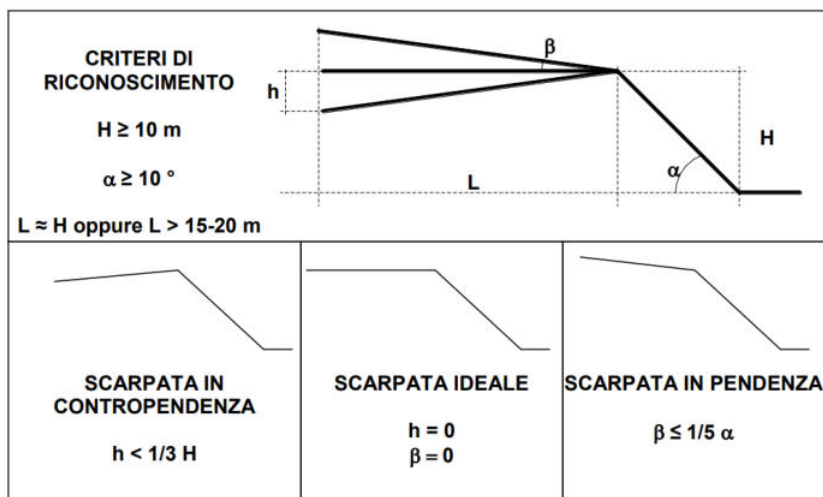 CRITERI DI
RICONOSCIMENTO
H ≥ 10 m
α ≥ 10 °
L ≈ H oppure L > 15-20 m
β
h
H
α
L
SCARPATA IN
CONTROPENDENZA
h < 1/3 H
SCARPATA IDEALE
h = 0
β = 0
SCARPATA IN PENDENZA
β ≤ 1/5 α